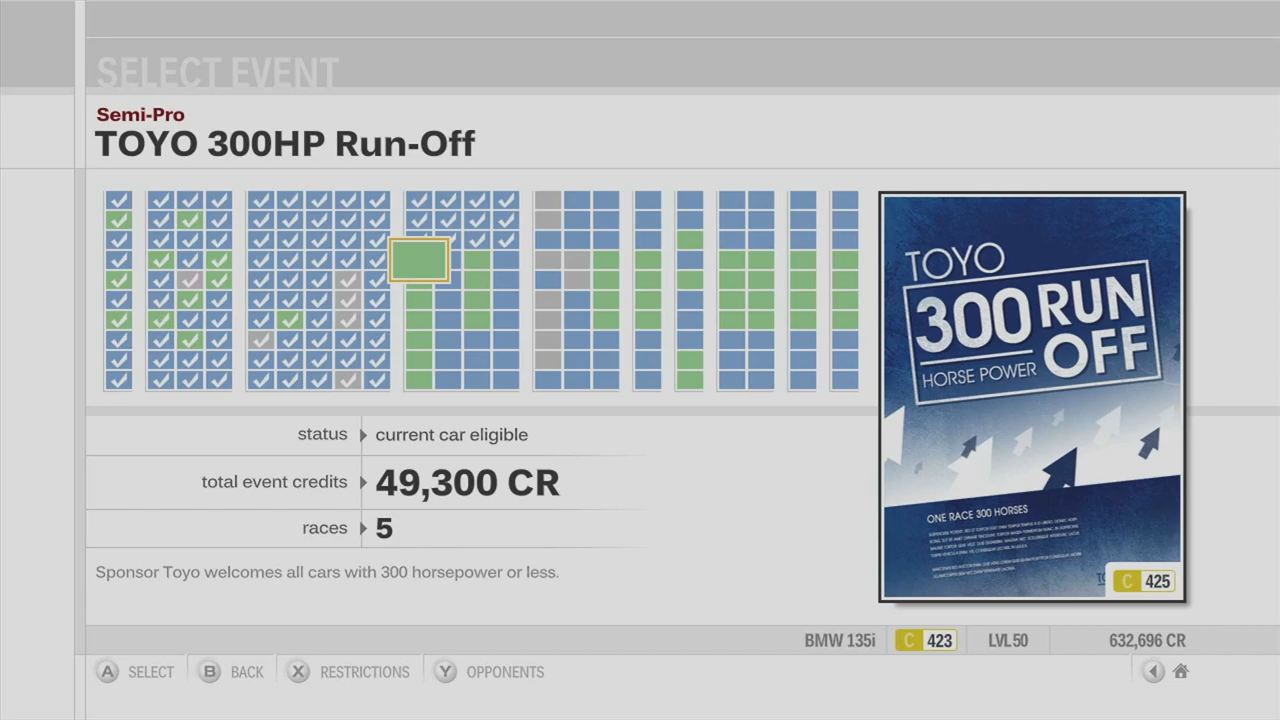 SELECT EVENT
Semi-Pro
TOYO 300HP Run-Off
TOYO
300 RUN
HORSE POWER OFF
ONE RACE 300 HORSES
C 425
status current car eligible
total event credits 49,300 CR
races 5
Sponsor Toyo welcomes all cars with 300 horsepower or less.
BMW 135i C 423 LVL50 632,696 CR
A SELECT B BACK X RESTRICTIONS Y OPPONENTS